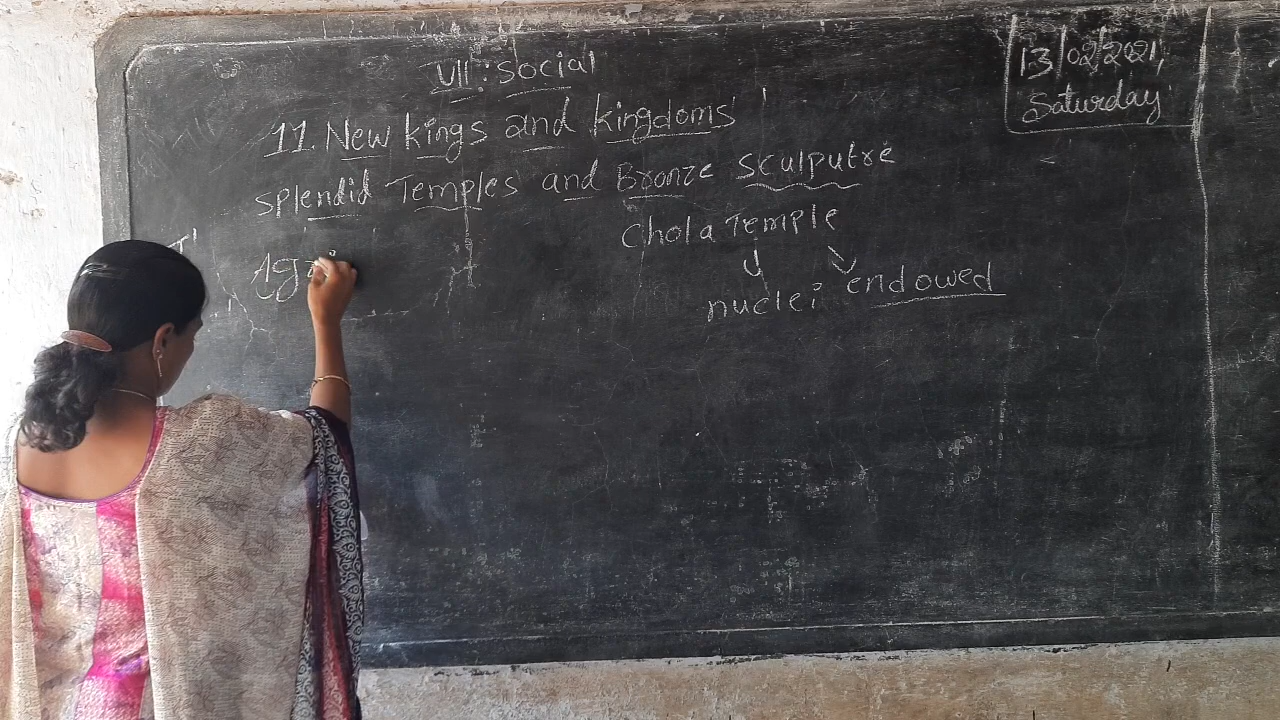 VII : Social
13/02/2021,
Saturday
11. New kings and kingdoms
splendid Temples and Bronze sculputre
chola Temple
endowed
nuclei